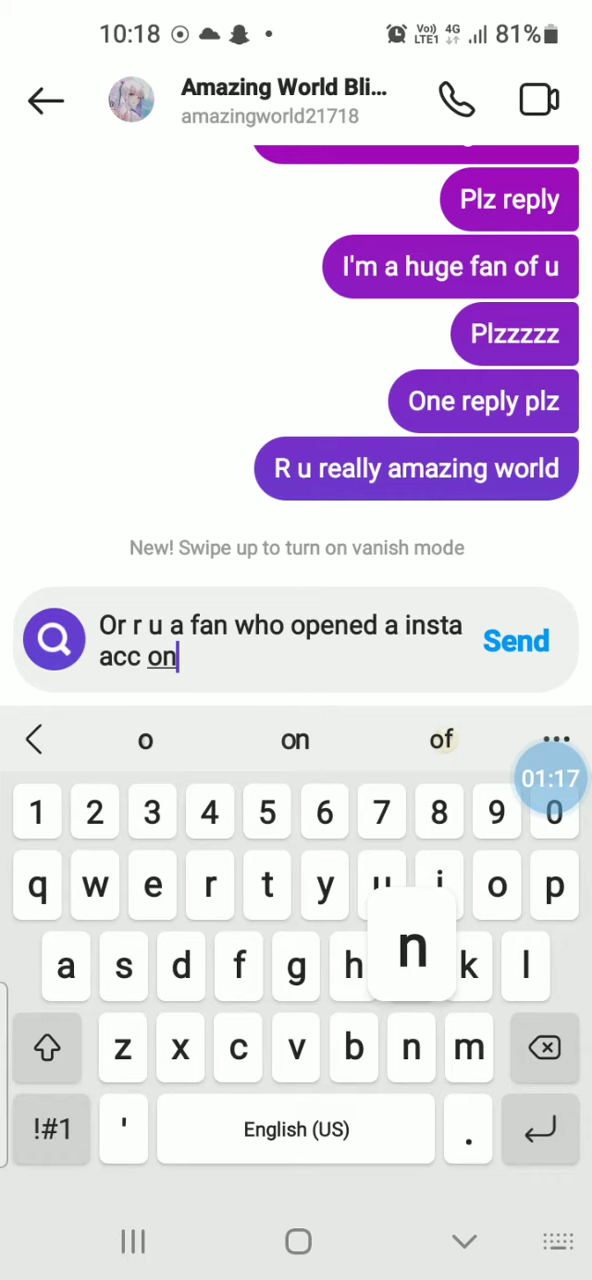 10:18
Vo)) 4G
LTE1 81%
Amazing World Bli...
amazingworld21718
Plz reply
I'm a huge fan of u
Plzzzzz
One reply plz
R u really amazing world
New! Swipe up to turn on vanish mode
Or r u a fan who opened a insta
acc on
Send
o on of
01:17
1 2 3 4 5 6 7 8 9 0
q w e r t y u i o p
a s d f g h n k l
z x c v b n m
!#1 ' English (US) .